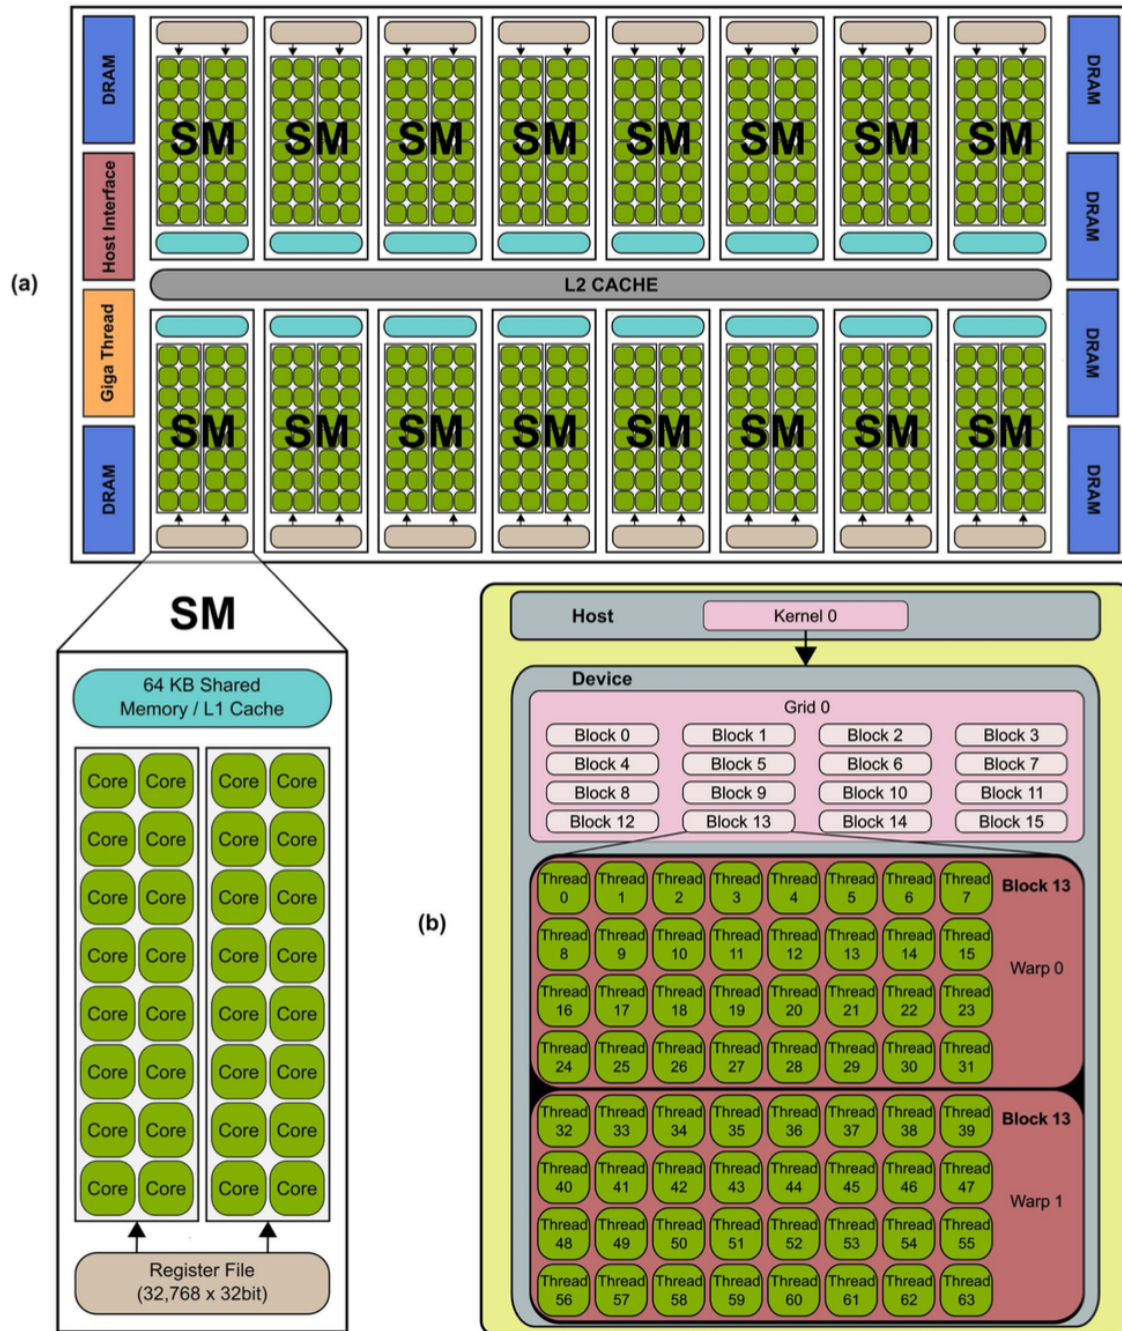 (a)
DRAM
Host Interface
Giga Thread
DRAM
SM SM SM SM SM SM SM SM
L2 CACHE
SM SM SM SM SM SM SM SM
DRAM
DRAM
DRAM
DRAM
SM
64 KB Shared
Memory / L1 Cache
Core Core Core Core
Core Core Core Core
Core Core Core Core
Core Core Core Core
Core Core Core Core
Core Core Core Core
Core Core Core Core
Core Core Core Core
Register File
(32,768 x 32bit)
(b)
Host
Kernel 0
Device
Grid 0
Block 0 Block 1 Block 2 Block 3
Block 4 Block 5 Block 6 Block 7
Block 8 Block 9 Block 10 Block 11
Block 12 Block 13 Block 14 Block 15
Thread Thread Thread Thread Thread Thread Thread Thread
0 1 2 3 4 5 6 7
Block 13
Thread Thread Thread Thread Thread Thread Thread Thread
8 9 10 11 12 13 14 15
Warp 0
Thread Thread Thread Thread Thread Thread Thread Thread
16 17 18 19 20 21 22 23
Thread Thread Thread Thread Thread Thread Thread Thread
24 25 26 27 28 29 30 31
Thread Thread Thread Thread Thread Thread Thread Thread
32 33 34 35 36 37 38 39
Block 13
Thread Thread Thread Thread Thread Thread Thread Thread
40 41 42 43 44 45 46 47
Warp 1
Thread Thread Thread Thread Thread Thread Thread Thread
48 49 50 51 52 53 54 55
Thread Thread Thread Thread Thread Thread Thread Thread
56 57 58 59 60 61 62 63